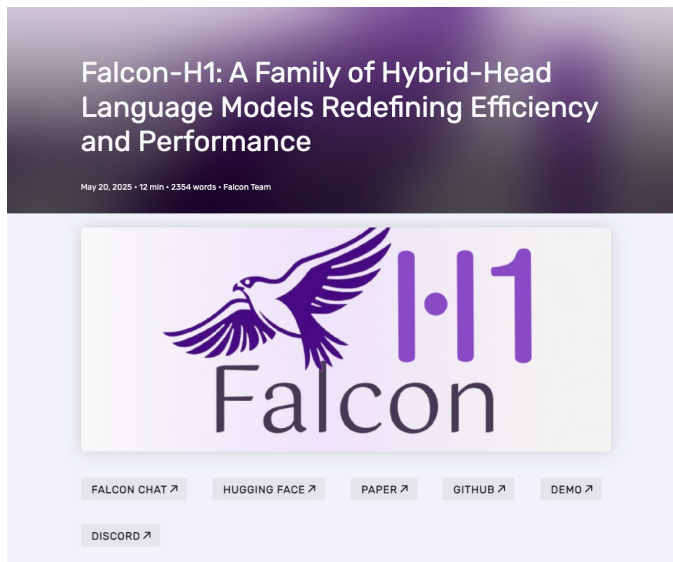 Falcon-H1: A Family of Hybrid-Head
Language Models Redefining Efficiency
and Performance
May 20, 2025 • 12 min • 2354 words • Falcon Team
H1
Falcon
FALCON CHAT ↗ HUGGING FACE ↗ PAPER ↗ GITHUB ↗ DEMO ↗
DISCORD ↗